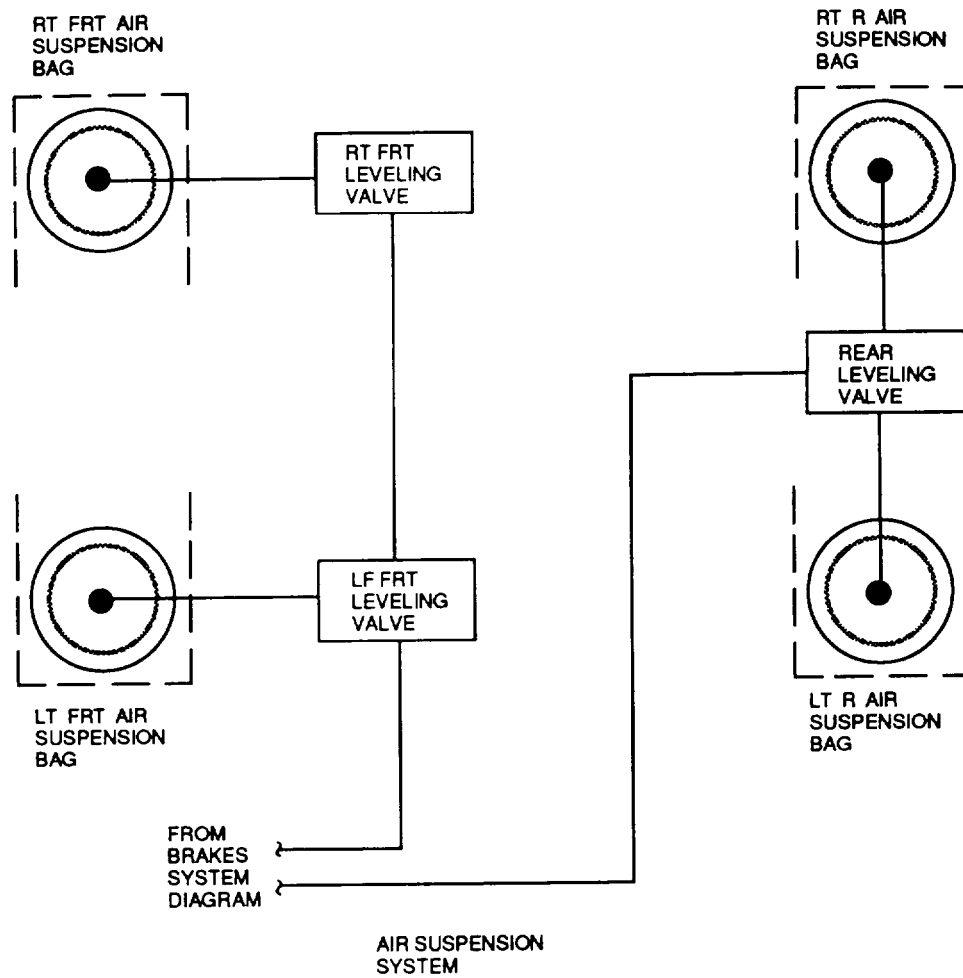 RT FRT AIR
SUSPENSION
BAG
RT R AIR
SUSPENSION
BAG
RT FRT
LEVELING
VALVE
REAR
LEVELING
VALVE
LF FRT
LEVELING
VALVE
LT FRT AIR
SUSPENSION
BAG
LT R AIR
SUSPENSION
BAG
FROM
BRAKES
SYSTEM
DIAGRAM
AIR SUSPENSION
SYSTEM